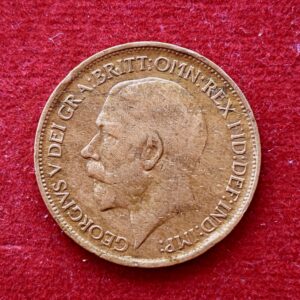 GEORGIVS V DEI GRA:BRITT:OMN:REX FID:DEF:IND:IMP: